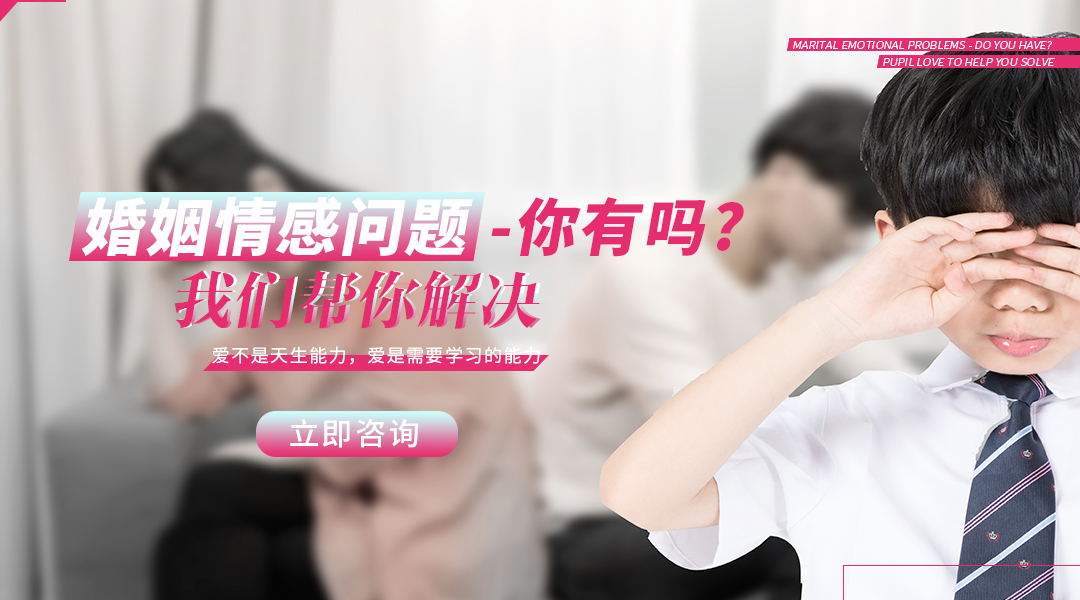 MARITAL EMOTIONAL PROBLEMS - DO YOU HAVE?
PUPIL LOVE TO HELP YOU SOLVE
婚姻情感问题-你有吗?
我们帮你解决
爱不是天生能力，爱是需要学习的能力
立即咨询